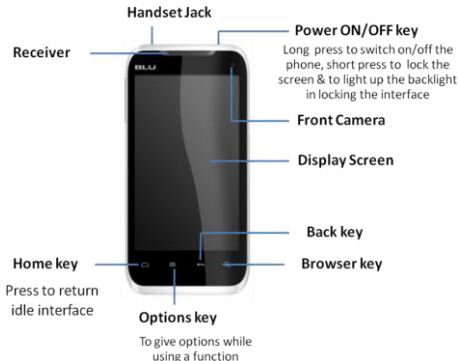 Handset Jack
Power ON/OFF key
Long press to switch on/off the
phone, short press to lock the
screen & to light up the backlight
in locking the interface
Receiver
BLU
Front Camera
Display Screen
Back key
Home key
Browser key
Press to return
idle interface
Options key
To give options while
using a function